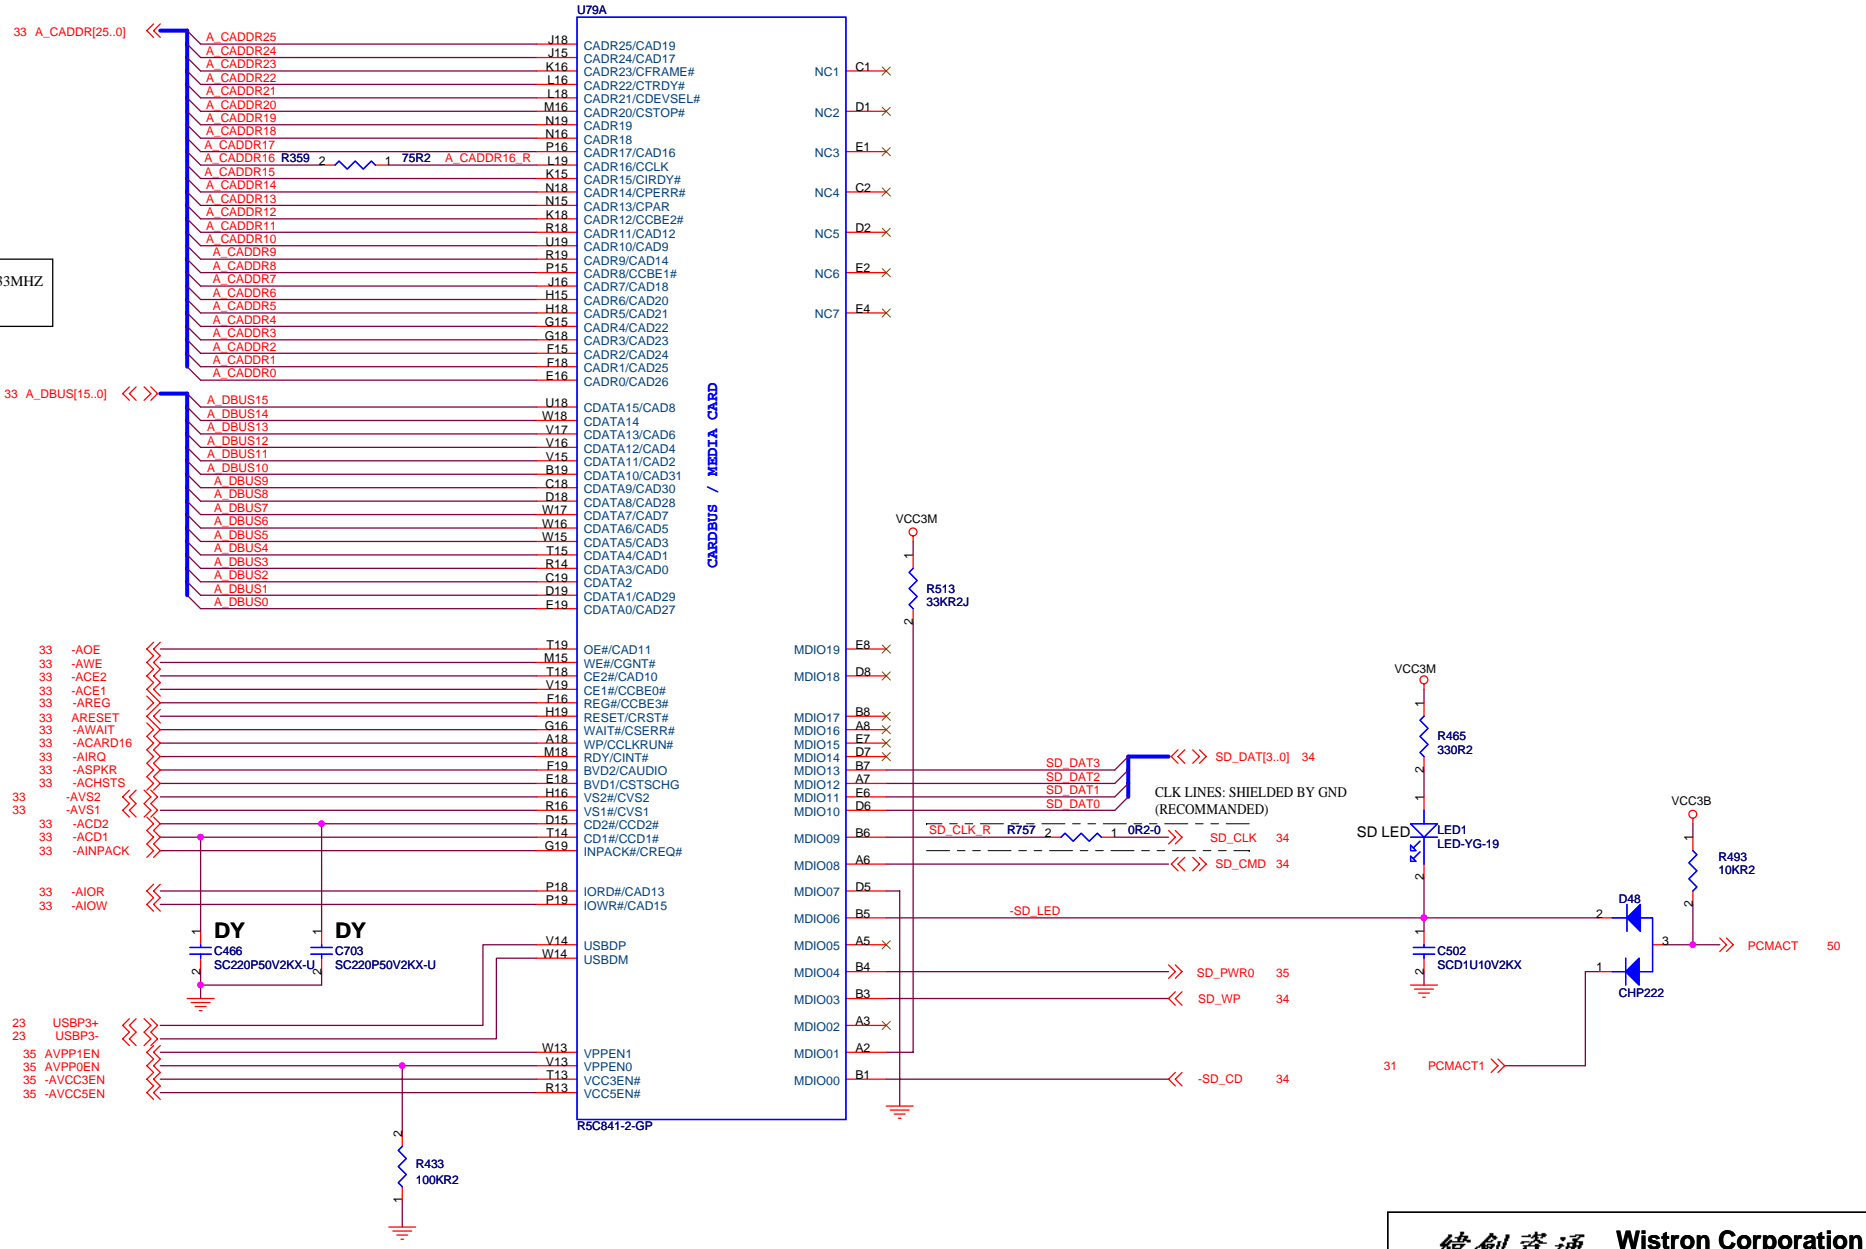 U79A
33 A_CADDR[25..0]
A_CADDR25 J18 CADR25/CAD19
A_CADDR24 J15 CADR24/CAD17
A_CADDR23 K16 CADR23/CFRAME# NC1 C1
A_CADDR22 L16 CADR22/CTRDY#
A_CADDR21 L18 CADR21/CDEVSEL#
A_CADDR20 M16 CADR20/CSTOP# NC2 D1
A_CADDR19 N19 CADR19
A_CADDR18 N16 CADR18
A_CADDR17 P16 CADR17/CAD16 NC3 E1
A_CADDR16 R359 2 1 75R2 A_CADDR16_R L19 CADR16/CCLK
A_CADDR15 K15 CADR15/CIRDY#
A_CADDR14 N18 CADR14/CPERR# NC4 C2
A_CADDR13 N15 CADR13/CPAR
A_CADDR12 K18 CADR12/CCBE2#
A_CADDR11 R18 CADR11/CAD12 NC5 D2
A_CADDR10 U19 CADR10/CAD9
A_CADDR9 R19 CADR9/CAD14
A_CADDR8 P15 CADR8/CCBE1# NC6 E2
33MHZ
A_CADDR7 J16 CADR7/CAD18
A_CADDR6 H15 CADR6/CAD20
A_CADDR5 H18 CADR5/CAD21 NC7 E4
A_CADDR4 G15 CADR4/CAD22
A_CADDR3 G18 CADR3/CAD23
A_CADDR2 F15 CADR2/CAD24
A_CADDR1 F18 CADR1/CAD25
A_CADDR0 E16 CADR0/CAD26
33 A_DBUS[15..0]
A_DBUS15 U18 CDATA15/CAD8
A_DBUS14 W18 CDATA14
A_DBUS13 V17 CDATA13/CAD6
A_DBUS12 V16 CDATA12/CAD4
A_DBUS11 V15 CDATA11/CAD2
A_DBUS10 B19 CDATA10/CAD31
A_DBUS9 C18 CDATA9/CAD30
A_DBUS8 D18 CDATA8/CAD28
A_DBUS7 W17 CDATA7/CAD7
A_DBUS6 W16 CDATA6/CAD5
A_DBUS5 W15 CDATA5/CAD3
A_DBUS4 T15 CDATA4/CAD1
A_DBUS3 R14 CDATA3/CAD0
A_DBUS2 C19 CDATA2
A_DBUS1 D19 CDATA1/CAD29
A_DBUS0 E19 CDATA0/CAD27
CARDBUS / MEDIA CARD
VCC3M
1
R513
33KR2J
2
33 -AOE T19 OE#/CAD11 MDIO19 E8
33 -AWE M15 WE#/CGNT#
33 -ACE2 T18 CE2#/CAD10 MDIO18 D8
33 -ACE1 V19 CE1#/CCBE0#
33 -AREG F16 REG#/CCBE3#
33 ARESET H19 RESET/CRST# MDIO17 B8
33 -AWAIT G16 WAIT#/CSERR# MDIO16 A8
33 -ACARD16 A18 WP/CCLKRUN# MDIO15 E7
33 -AIRQ M18 RDY/CINT# MDIO14 D7
33 -ASPKR F19 BVD2/CAUDIO MDIO13 B7 SD_DAT3 SD_DAT[3..0] 34
33 -ACHSTS E18 BVD1/CSTSCHG MDIO12 A7 SD_DAT2
33 -AVS2 H16 VS2#/CVS2 MDIO11 E6 SD_DAT1
33 -AVS1 R16 VS1#/CVS1 MDIO10 D6 SD_DAT0
CLK LINES: SHIELDED BY GND
(RECOMMANDED)
33 -ACD2 D15 CD2#/CCD2#
33 -ACD1 T14 CD1#/CCD1# MDIO09 B6 SD_CLK_R R757 2 1 0R2-0 SD_CLK 34
33 -AINPACK G19 INPACK#/CREQ# MDIO08 A6 SD_CMD 34
33 -AIOR P18 IORD#/CAD13 MDIO07 D5
33 -AIOW P19 IOWR#/CAD15 MDIO06 B5 -SD_LED
VCC3M
1
R465
330R2
2
1
SD LED LED1
LED-YG-19
2
VCC3B
1
R493
10KR2
2
D48
2
3 PCMACT 50
1
CHP222
1
C502
SCD1U10V2KX
2
1 DY
C466
SC220P50V2KX-U
2
1 DY
C703
SC220P50V2KX-U
2
V14 USBDP MDIO05 A5
W14 USBDM MDIO04 B4 SD_PWR0 35
MDIO03 B3 SD_WP 34
23 USBP3+ MDIO02 A3
23 USBP3-
35 AVPP1EN W13 VPPEN1 MDIO01 A2
35 AVPP0EN V13 VPPEN0
35 -AVCC3EN T13 VCC3EN# MDIO00 B1 -SD_CD 34
35 -AVCC5EN R13 VCC5EN#
31 PCMACT1
R5C841-2-GP
2
R433
100KR2
1
緯創資通 Wistron Corporation